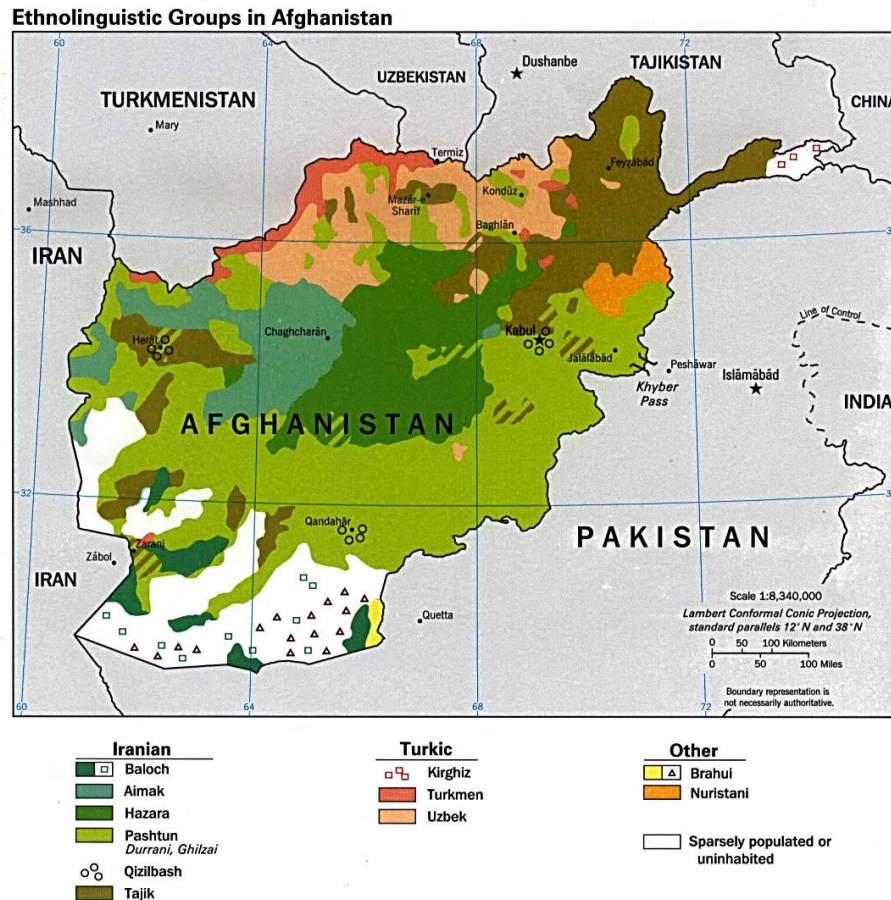 Ethnolinguistic Groups in Afghanistan
60
64
68
72
Dushanbe
TAJIKISTAN
UZBEKISTAN
TURKMENISTAN
CHINA
Mary
Termiz
Feyẕābād
Mashhad
Mazār-e
Sharīf
Kondūz
Baghlān
36
3
IRAN
Line of Control
Herāt
Chaghcharān
Kabul
Jalālābād
Peshāwar
Khyber
Pass
Islāmābād
INDIA
AFGHANISTAN
32
3
Qandahār
PAKISTAN
Zaranj
Zābol
IRAN
Quetta
Scale 1:8,340,000
Lambert Conformal Conic Projection,
standard parallels 12°N and 38°N
0 50 100 Kilometers
0 50 100 Miles
Boundary representation is
not necessarily authoritative.
60
64
68
72
Iranian
Baloch
Aimak
Hazara
Pashtun
Durrani, Ghilzai
Qizilbash
Tajik
Turkic
Kirghiz
Turkmen
Uzbek
Other
Brahui
Nuristani
Sparsely populated or
uninhabited